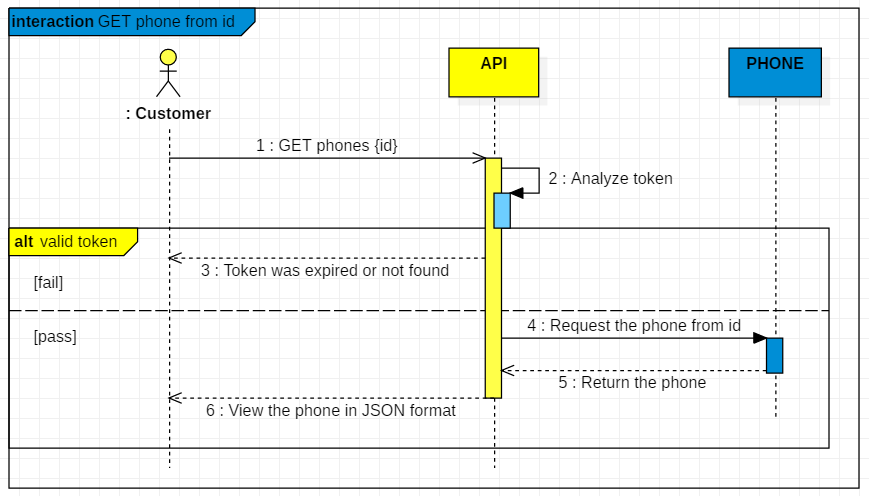 interaction GET phone from id
API
PHONE
: Customer
1 : GET phones {id}
2 : Analyze token
alt valid token
3 : Token was expired or not found
[fail]
4 : Request the phone from id
[pass]
5 : Return the phone
6 : View the phone in JSON format